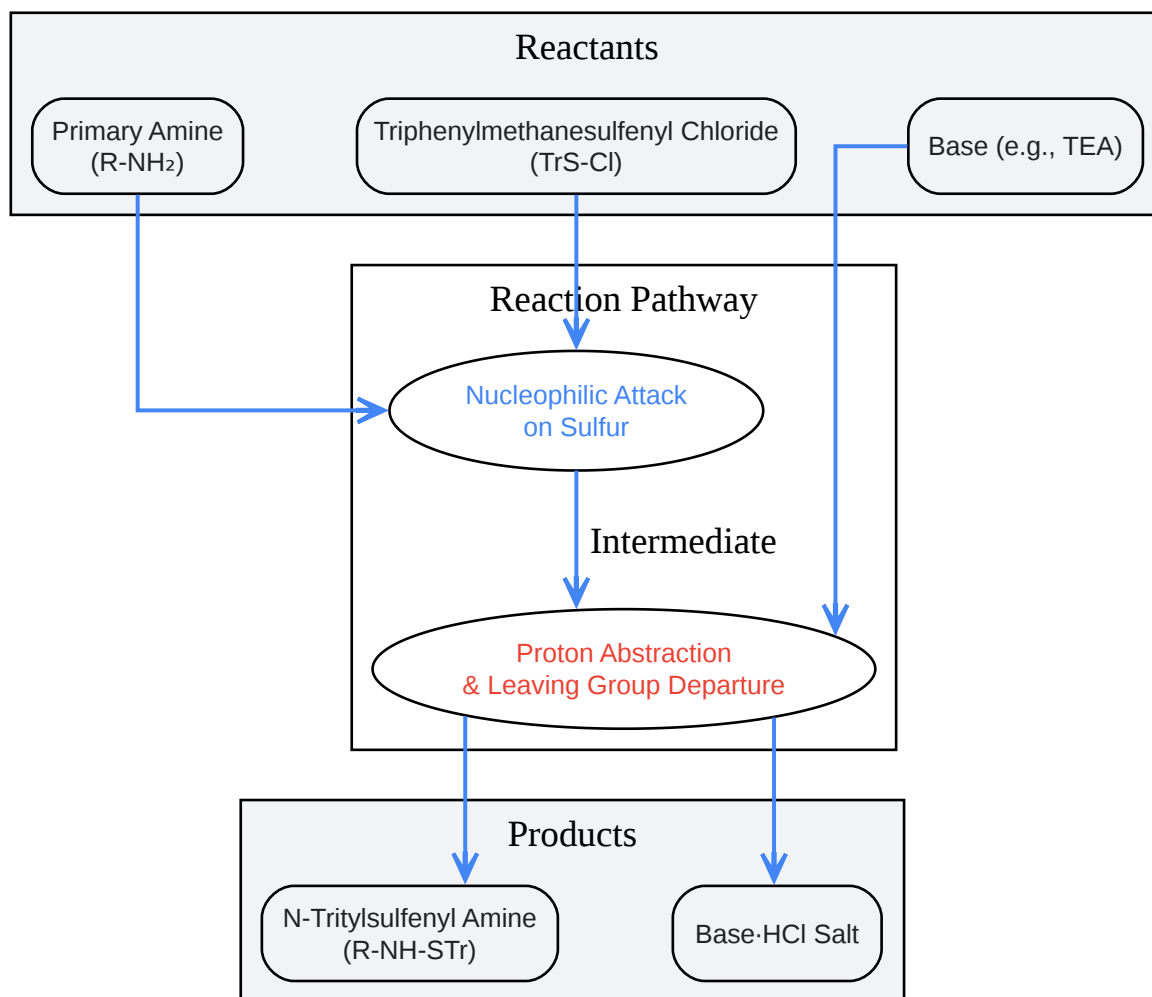 Reactants
Primary Amine
(R-NH₂)
Triphenylmethanesulfenyl Chloride
(TrS-Cl)
Base (e.g., TEA)
Reaction Pathway
Nucleophilic Attack
on Sulfur
Intermediate
Proton Abstraction
& Leaving Group Departure
Products
N-Tritylsulfenyl Amine
(R-NH-STr)
Base·HCl Salt